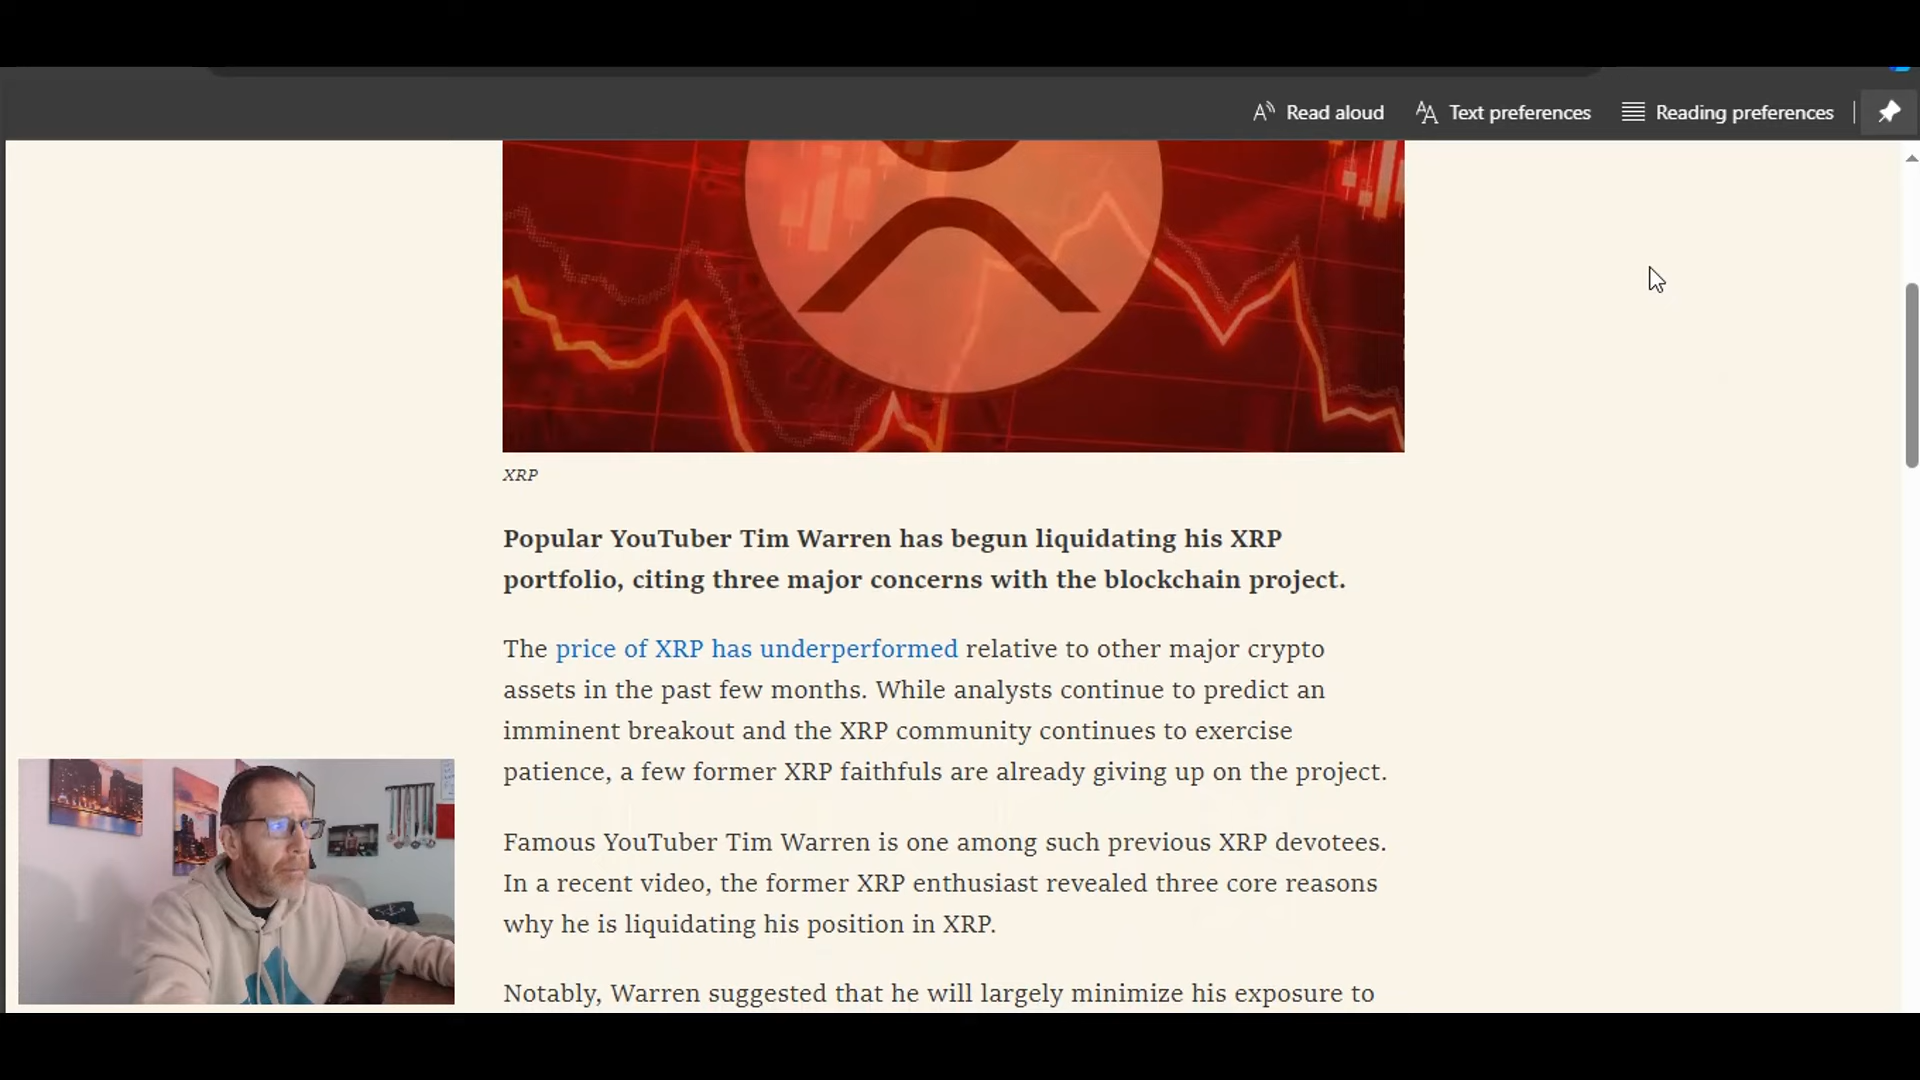 Read aloud
Text preferences
Reading preferences
XRP
Popular YouTuber Tim Warren has begun liquidating his XRP
portfolio, citing three major concerns with the blockchain project.
The price of XRP has underperformed relative to other major crypto
assets in the past few months. While analysts continue to predict an
imminent breakout and the XRP community continues to exercise
patience, a few former XRP faithfuls are already giving up on the project.
Famous YouTuber Tim Warren is one among such previous XRP devotees.
In a recent video, the former XRP enthusiast revealed three core reasons
why he is liquidating his position in XRP.
Notably, Warren suggested that he will largely minimize his exposure to